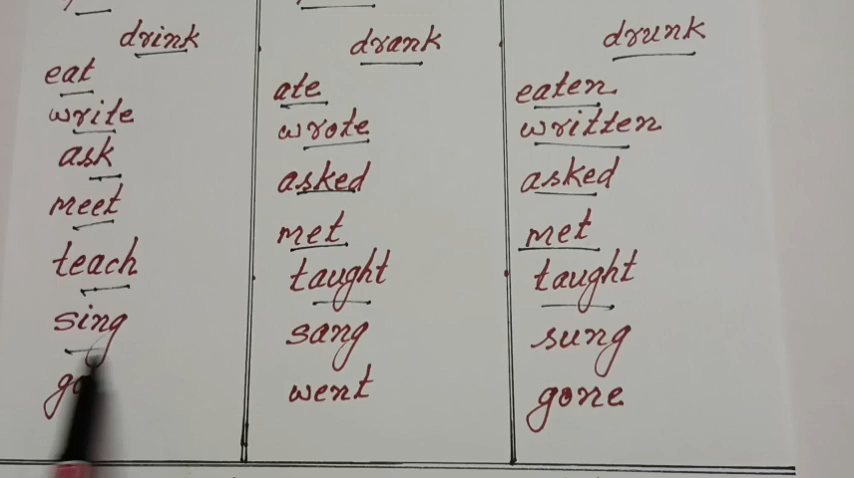 drink drank drunk
eat ate eaten
write wrote written
ask asked asked
meet met met
teach taught taught
sing sang sung
went gone